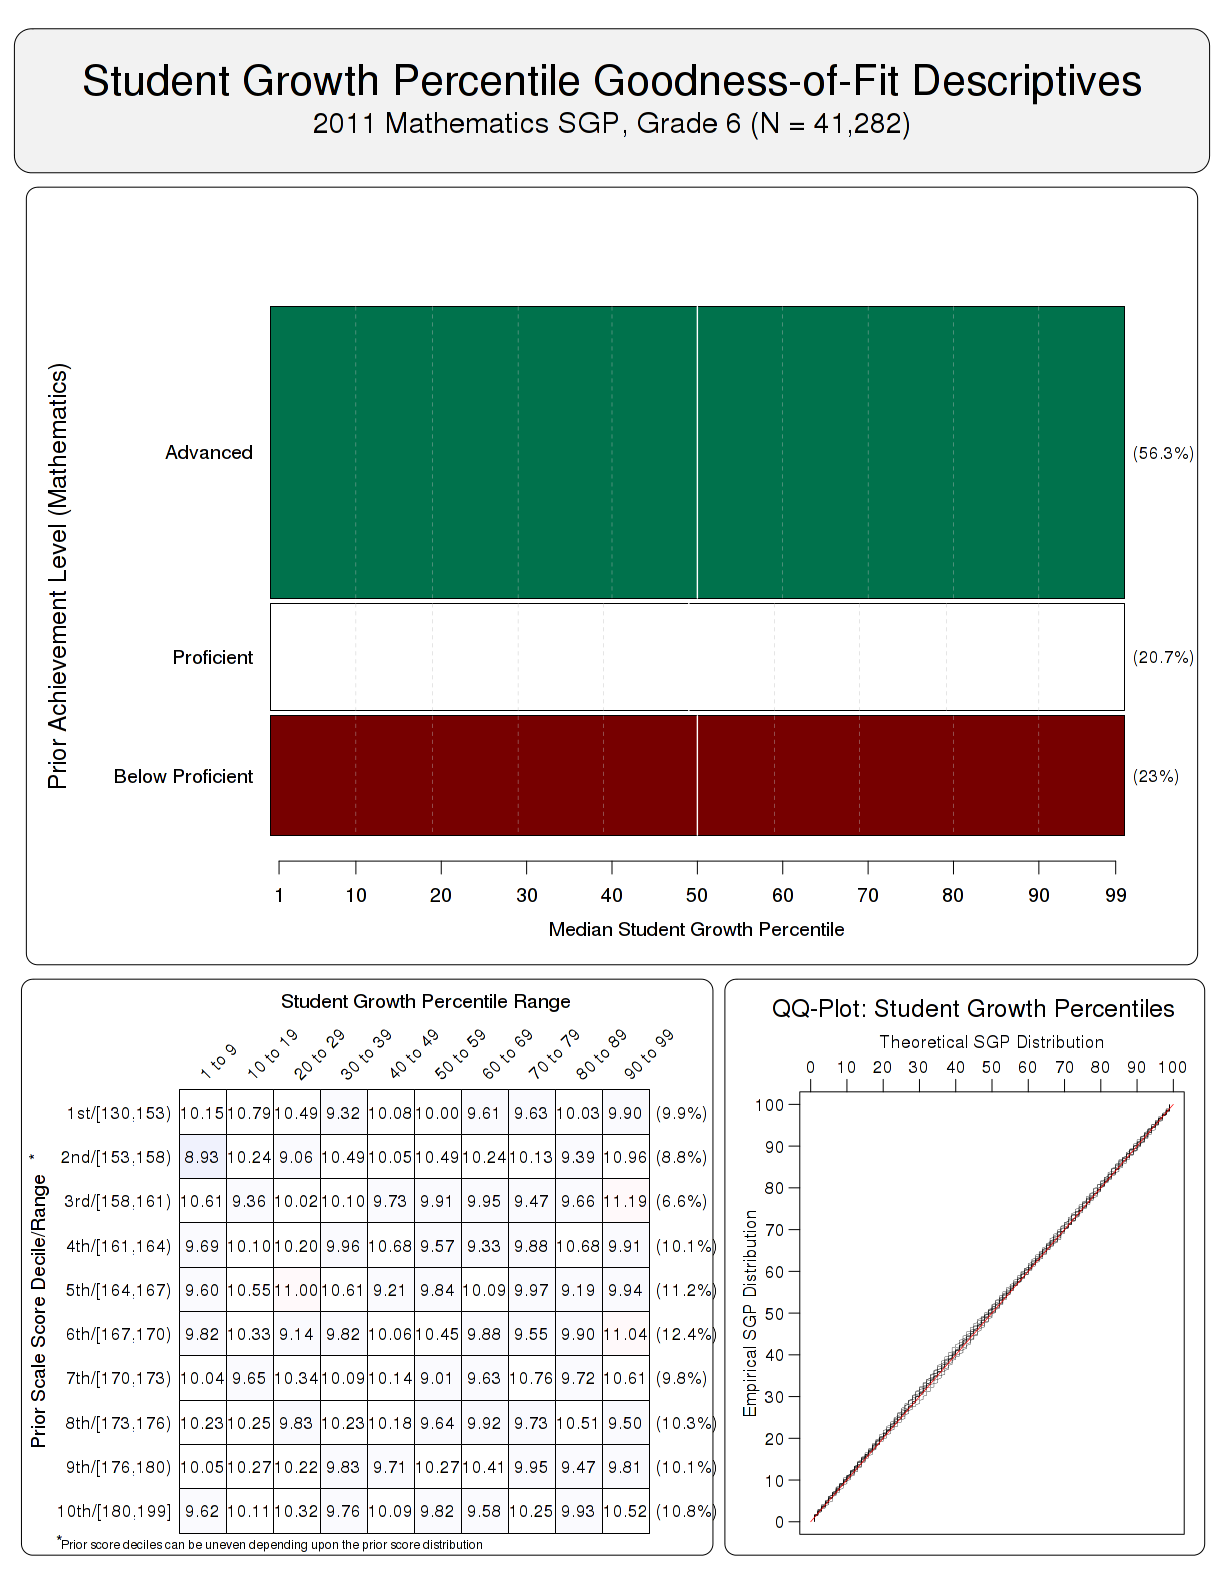 Student Growth Percentile Goodness-of-Fit Descriptives
2011 Mathematics SGP, Grade 6 (N = 41,282)
Prior Achievement Level (Mathematics)
Advanced (56.3%)
Proficient (20.7%)
Below Proficient (23%)
1 10 20 30 40 50 60 70 80 90 99
Median Student Growth Percentile
Student Growth Percentile Range
1 to 9 10 to 19 20 to 29 30 to 39 40 to 49 50 to 59 60 to 69 70 to 79 80 to 89 90 to 99
Prior Scale Score Decile/Range *
1st/[130,153) 10.15 10.79 10.49 9.32 10.08 10.00 9.61 9.63 10.03 9.90 (9.9%)
2nd/[153,158) 8.93 10.24 9.06 10.49 10.05 10.49 10.24 10.13 9.39 10.96 (8.8%)
3rd/[158,161) 10.61 9.36 10.02 10.10 9.73 9.91 9.95 9.47 9.66 11.19 (6.6%)
4th/[161,164) 9.69 10.10 10.20 9.96 10.68 9.57 9.33 9.88 10.68 9.91 (10.1%)
5th/[164,167) 9.60 10.55 11.00 10.61 9.21 9.84 10.09 9.97 9.19 9.94 (11.2%)
6th/[167,170) 9.82 10.33 9.14 9.82 10.06 10.45 9.88 9.55 9.90 11.04 (12.4%)
7th/[170,173) 10.04 9.65 10.34 10.09 10.14 9.01 9.63 10.76 9.72 10.61 (9.8%)
8th/[173,176) 10.23 10.25 9.83 10.23 10.18 9.64 9.92 9.73 10.51 9.50 (10.3%)
9th/[176,180) 10.05 10.27 10.22 9.83 9.71 10.27 10.41 9.95 9.47 9.81 (10.1%)
10th/[180,199] 9.62 10.11 10.32 9.76 10.09 9.82 9.58 10.25 9.93 10.52 (10.8%)
*Prior score deciles can be uneven depending upon the prior score distribution
QQ-Plot: Student Growth Percentiles
Theoretical SGP Distribution
0 10 20 30 40 50 60 70 80 90 100
Empirical SGP Distribution
100
90
80
70
60
50
40
30
20
10
0